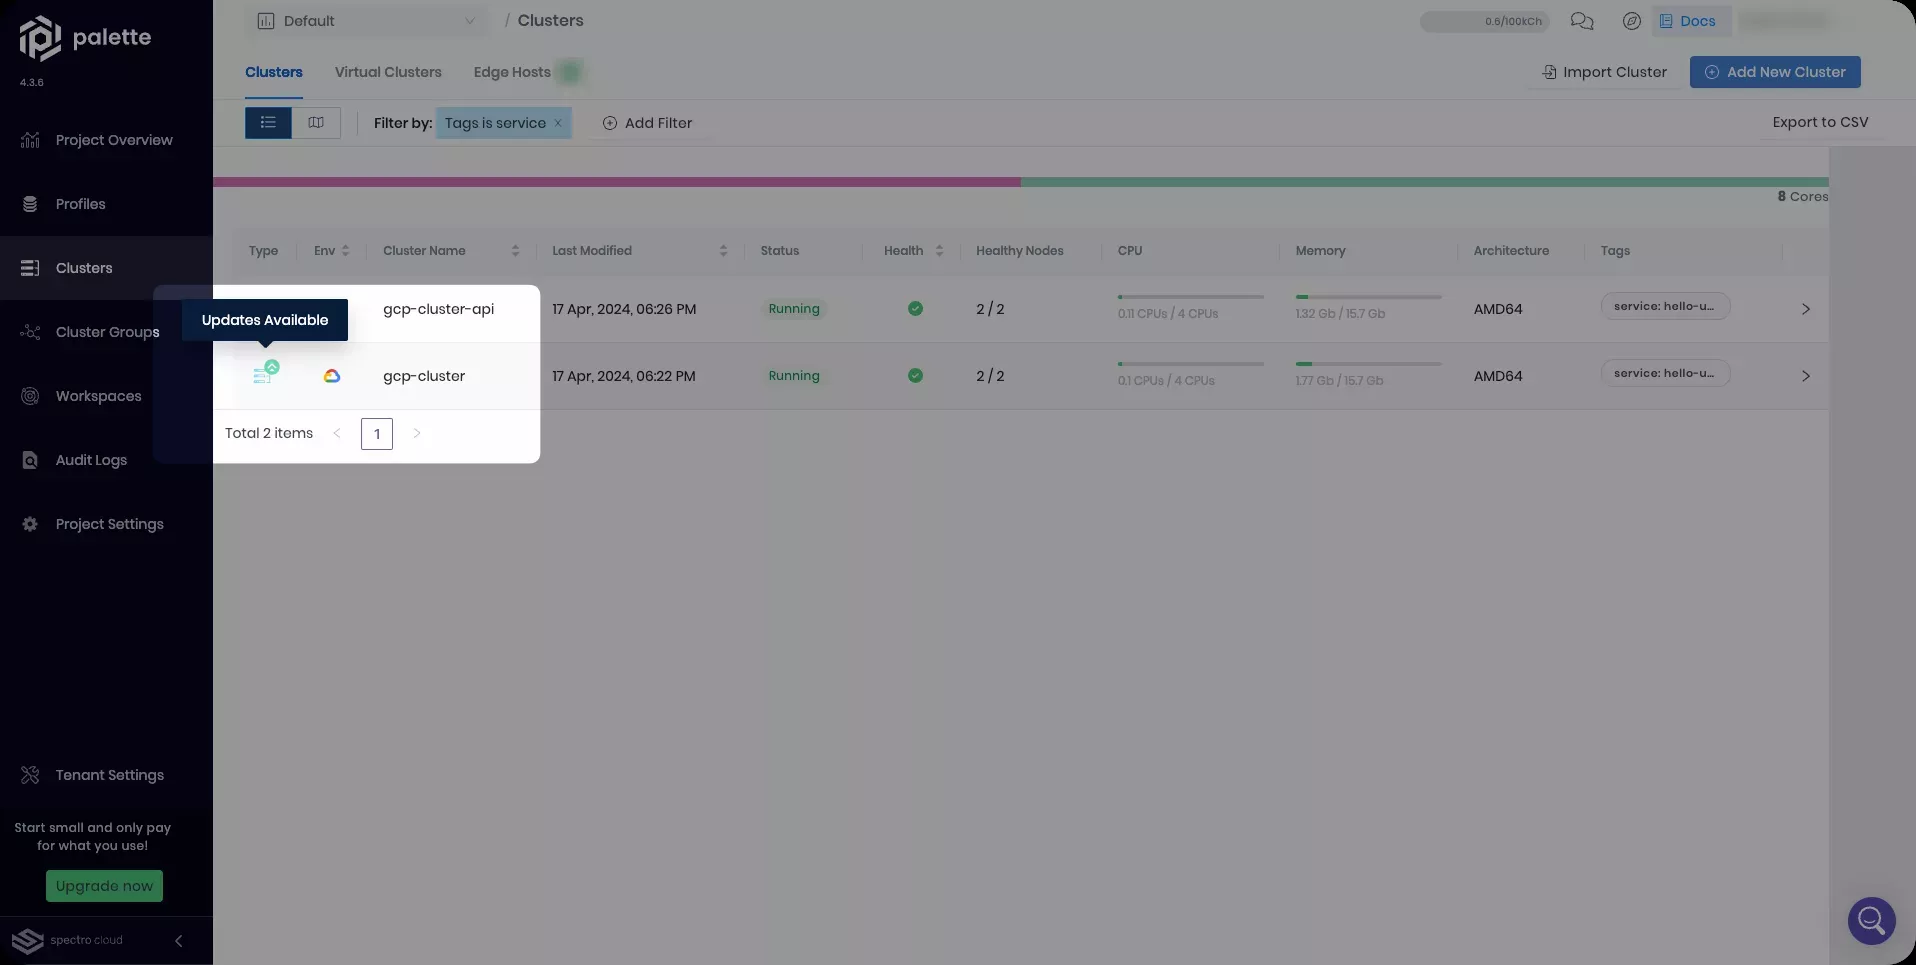 palette
4.3.6
Project Overview
Profiles
Clusters
Cluster Groups
Workspaces
Audit Logs
Project Settings
Tenant Settings
Start small and only pay
for what you use!
Upgrade now
spectro cloud
Default / Clusters
0.6/100kCh
Docs
Clusters Virtual Clusters Edge Hosts
Import Cluster Add New Cluster
Filter by: Tags is service × Add Filter Export to CSV
8 Cores
Type Env Cluster Name Last Modified Status Health Healthy Nodes CPU Memory Architecture Tags
gcp-cluster-api 17 Apr, 2024, 06:26 PM Running 2 / 2 0.11 CPUs / 4 CPUs 1.32 Gb / 15.7 Gb AMD64 service: hello-u...
Updates Available
gcp-cluster 17 Apr, 2024, 06:22 PM Running 2 / 2 0.1 CPUs / 4 CPUs 1.77 Gb / 15.7 Gb AMD64 service: hello-u...
Total 2 items < 1 >